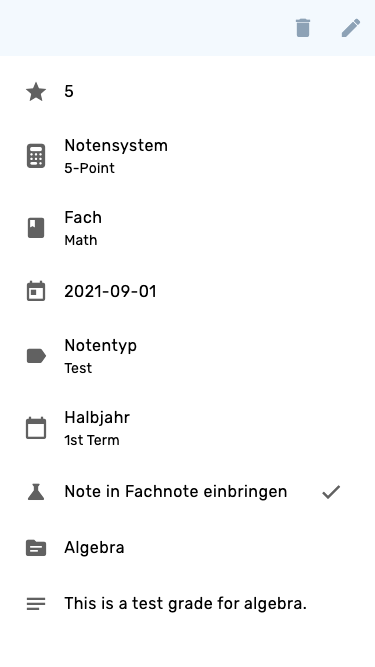 5
Notensystem
5-Point
Fach
Math
2021-09-01
Notentyp
Test
Halbjahr
1st Term
Note in Fachnote einbringen
Algebra
This is a test grade for algebra.